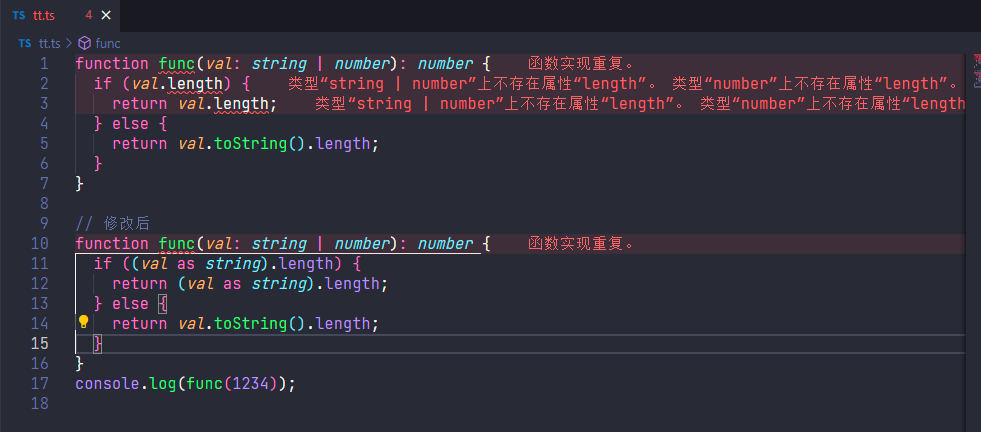 TS tt.ts 4 ×
TS tt.ts > func
1 function func(val: string | number): number { 函数实现重复。
2 if (val.length) { 类型“string | number”上不存在属性“length”。 类型“number”上不存在属性“length”。
3 return val.length; 类型“string | number”上不存在属性“length”。 类型“number”上不存在属性“length
4 } else {
5 return val.toString().length;
6 }
7 }
8
9 // 修改后
10 function func(val: string | number): number { 函数实现重复。
11 if ((val as string).length) {
12 return (val as string).length;
13 } else {
14 return val.toString().length;
15 }
16 }
17 console.log(func(1234));
18